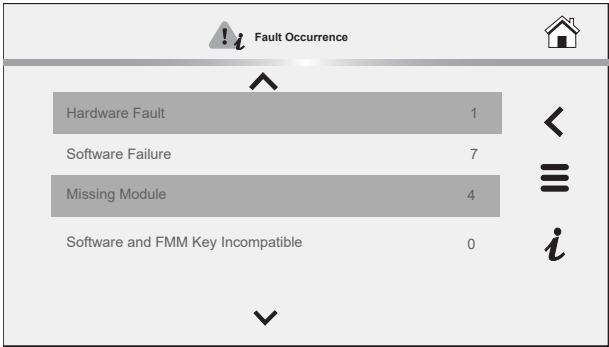 Fault Occurrence
Hardware Fault 1
Software Failure 7
Missing Module 4
Software and FMM Key Incompatible 0